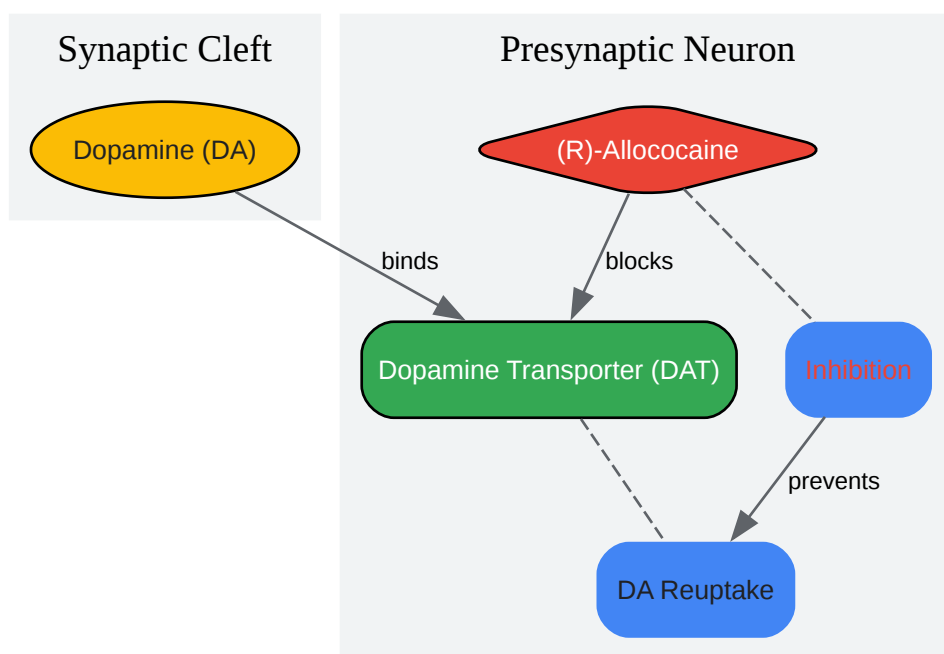 Synaptic Cleft
Presynaptic Neuron
Dopamine (DA)
(R)-Allococaine
binds
blocks
Dopamine Transporter (DAT)
Inhibition
prevents
DA Reuptake